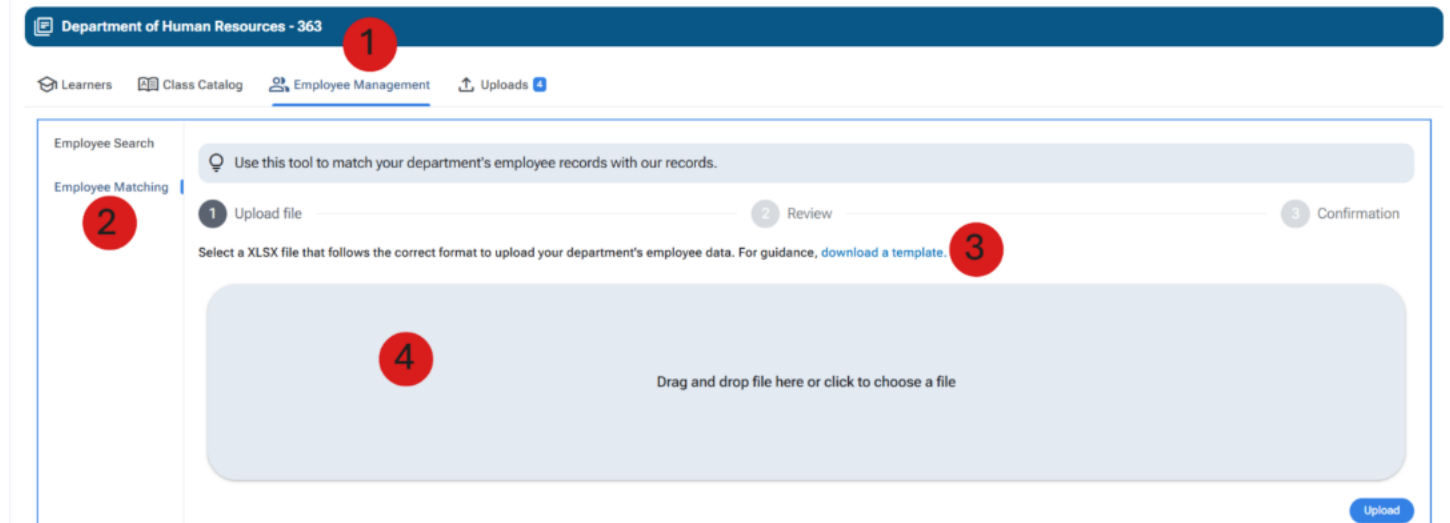 Department of Human Resources - 363
1
Learners Class Catalog Employee Management Uploads 4
Employee Search
Use this tool to match your department's employee records with our records.
Employee Matching
2
1 Upload file 2 Review 3 Confirmation
Select a XLSX file that follows the correct format to upload your department's employee data. For guidance, download a template.
3
4
Drag and drop file here or click to choose a file
Upload